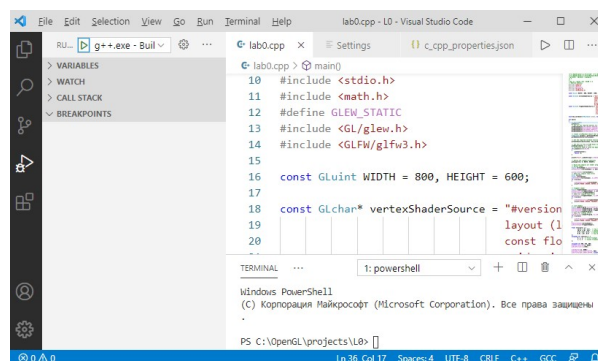 File Edit Selection View Go Run Terminal Help lab0.cpp - L0 - Visual Studio Code
RU... g++.exe - Buil ...
lab0.cpp Settings c_cpp_properties.json ...
lab0.cpp > main()
VARIABLES
WATCH
CALL STACK
BREAKPOINTS
10 #include <stdio.h>
11 #include <math.h>
12 #define GLEW_STATIC
13 #include <GL/glew.h>
14 #include <GLFW/glfw3.h>
15
16 const GLuint WIDTH = 800, HEIGHT = 600;
17
18 const GLchar* vertexShaderSource = "#version
19 layout (l
20 const flo
TERMINAL ... 1: powershell
Windows PowerShell
(C) Корпорация Майкрософт (Microsoft Corporation). Все права защищены
.
PS C:\OpenGL\projects\L0>
0 0 Ln 36, Col 17 Spaces: 4 UTF-8 CRLF C++ GCC